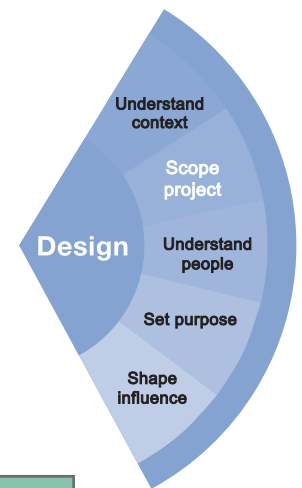 Understand
context
Scope
project
Design
Understand
people
Set purpose
Shape
influence